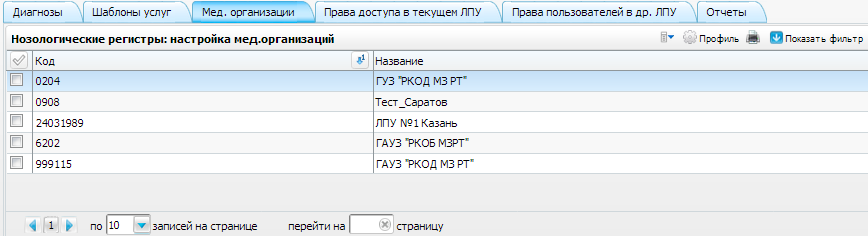 Диагнозы Шаблоны услуг Мед. организации Права доступа в текущем ЛПУ Права пользователей в др. ЛПУ Отчеты
Нозологические регистры: настройка мед.организаций Профиль Показать фильтр
Код 1 Название
0204 ГУЗ "РКОД МЗ РТ"
0908 Тест_Саратов
24031989 ЛПУ №1 Казань
6202 ГАУЗ "РКОБ МЗРТ"
999115 ГАУЗ "РКОД МЗ РТ"
1 по 10 записей на странице перейти на страницу